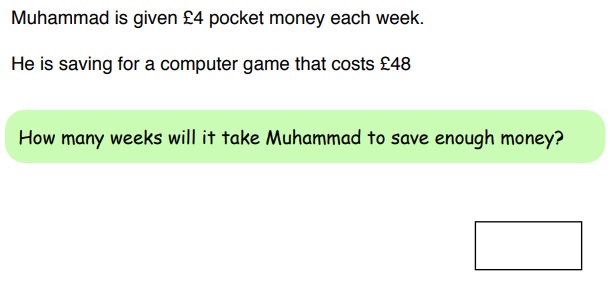 Muhammad is given £4 pocket money each week.
He is saving for a computer game that costs £48
How many weeks will it take Muhammad to save enough money?